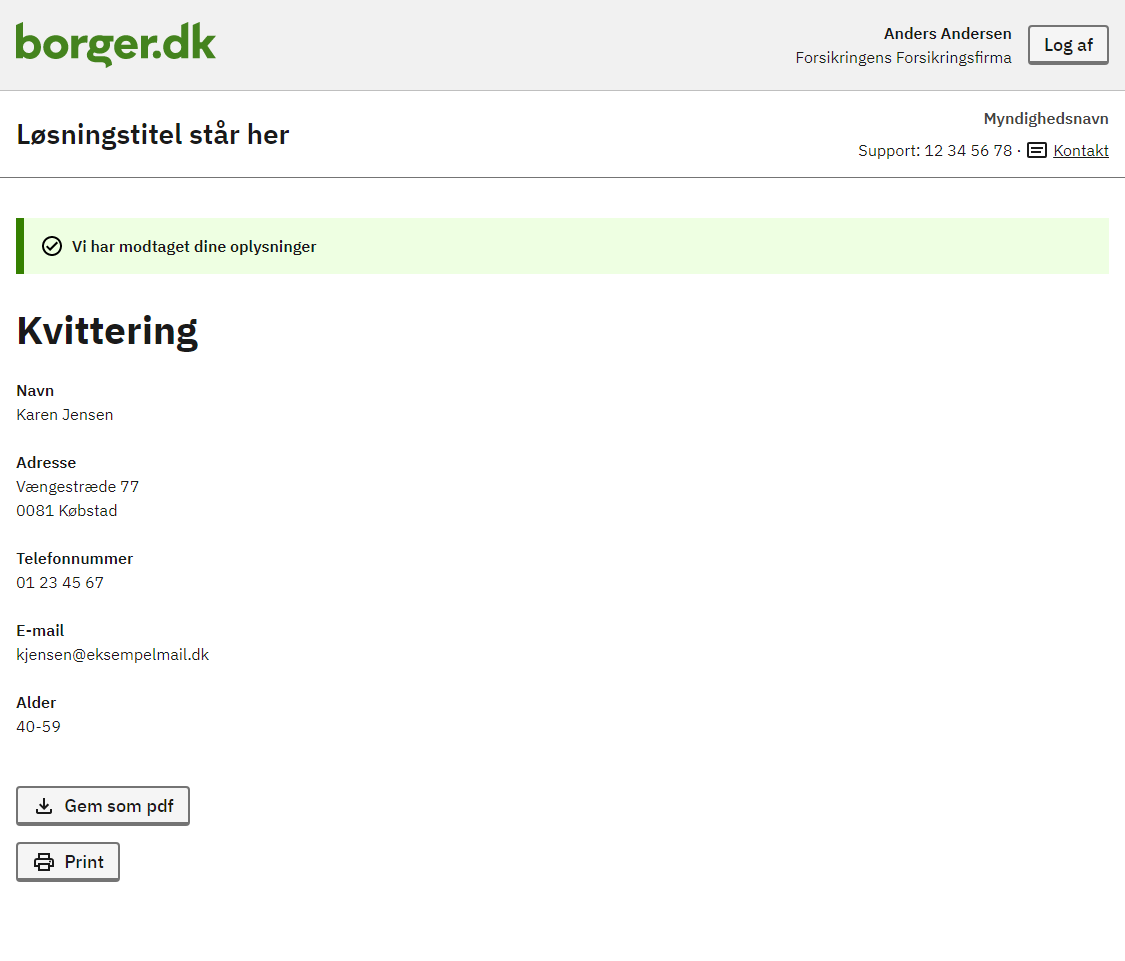 borger.dk
Anders Andersen
Forsikringens Forsikringsfirma
Log af
Løsningstitel står her
Myndighedsnavn
Support: 12 34 56 78 · Kontakt
Vi har modtaget dine oplysninger
Kvittering
Navn
Karen Jensen
Adresse
Vængestræde 77
0081 Købstad
Telefonnummer
01 23 45 67
E-mail
kjensen@eksempelmail.dk
Alder
40-59
Gem som pdf
Print